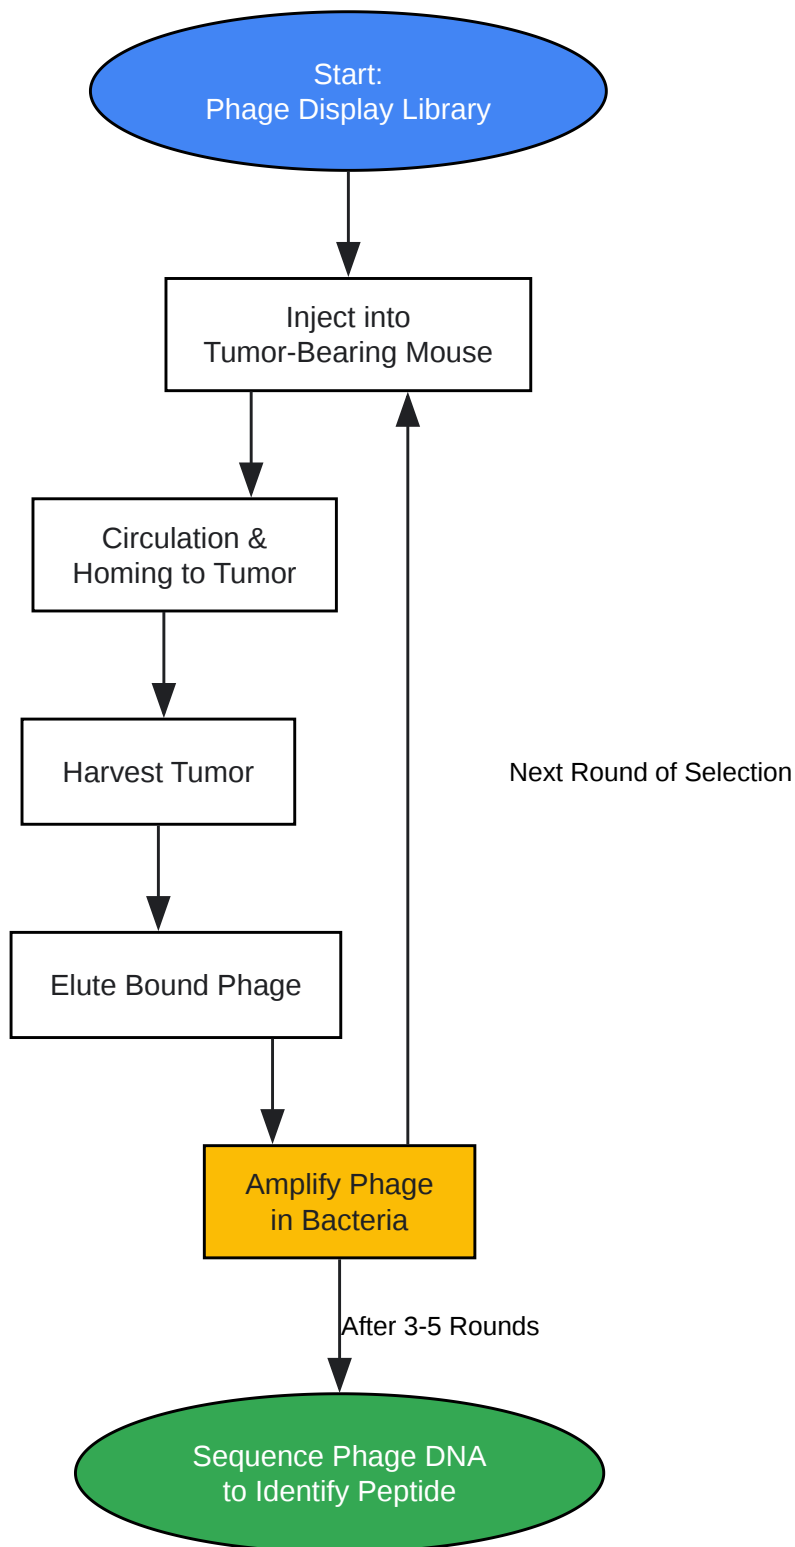 Start:
Phage Display Library
Inject into
Tumor-Bearing Mouse
Circulation &
Homing to Tumor
Harvest Tumor
Next Round of Selection
Elute Bound Phage
Amplify Phage
in Bacteria
After 3-5 Rounds
Sequence Phage DNA
to Identify Peptide